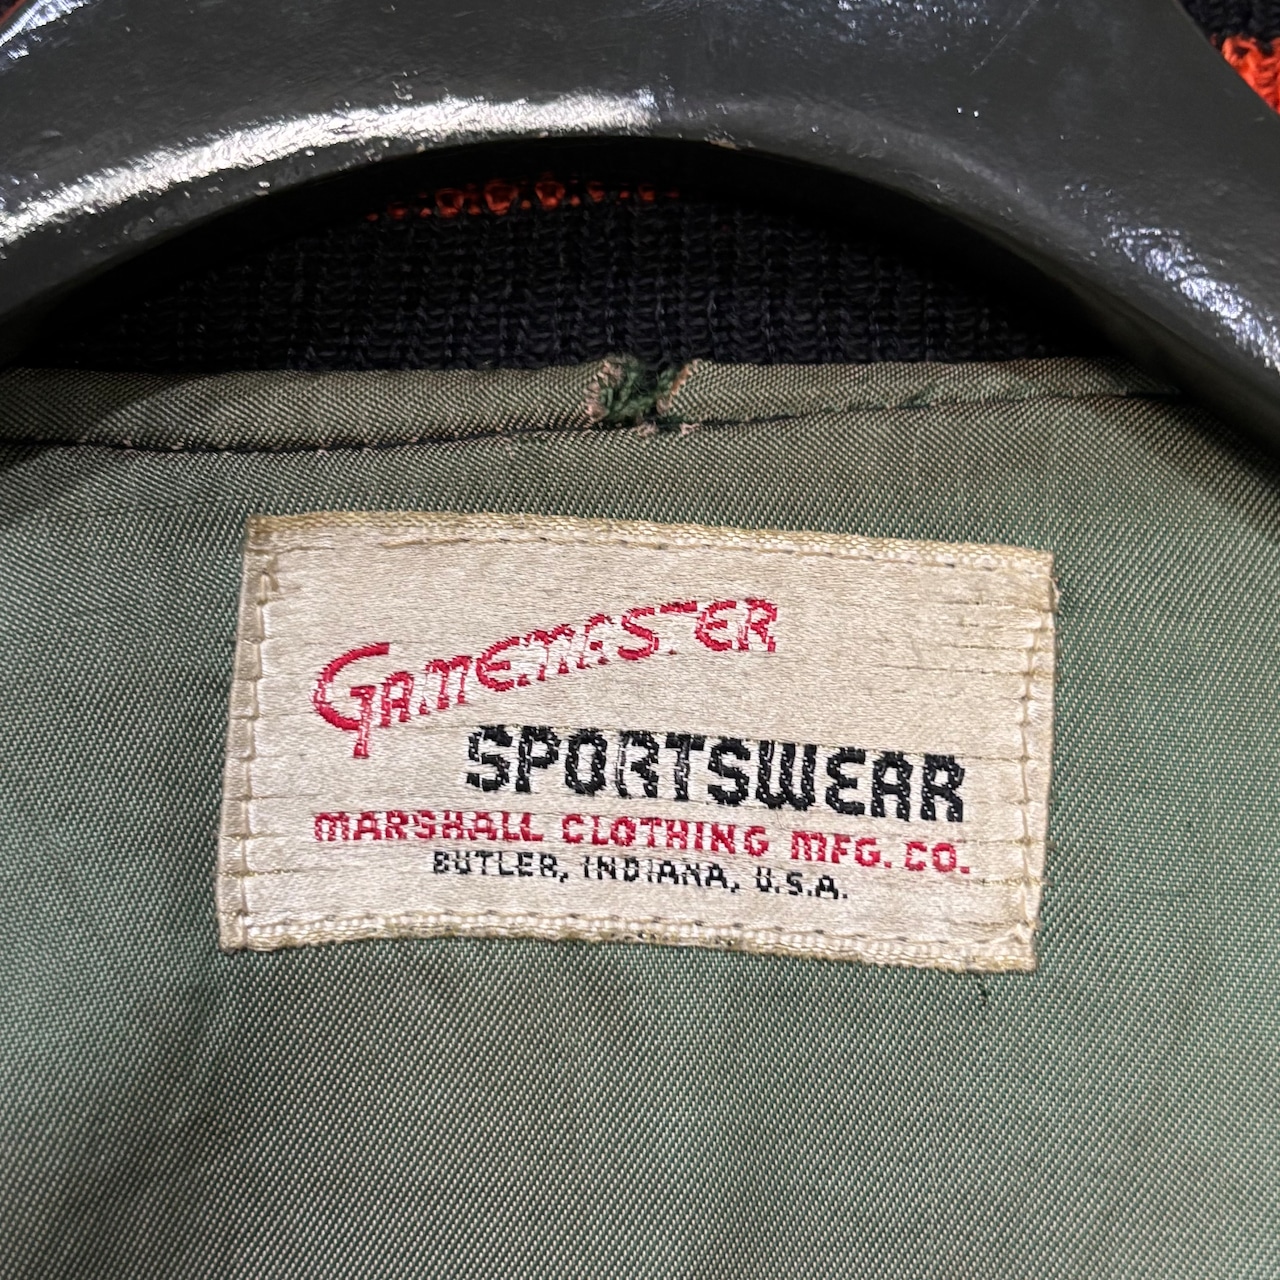 GAMEMASTER
SPORTSWEAR
MARSHALL CLOTHING MFG. CO.
BUTLER, INDIANA, U.S.A.